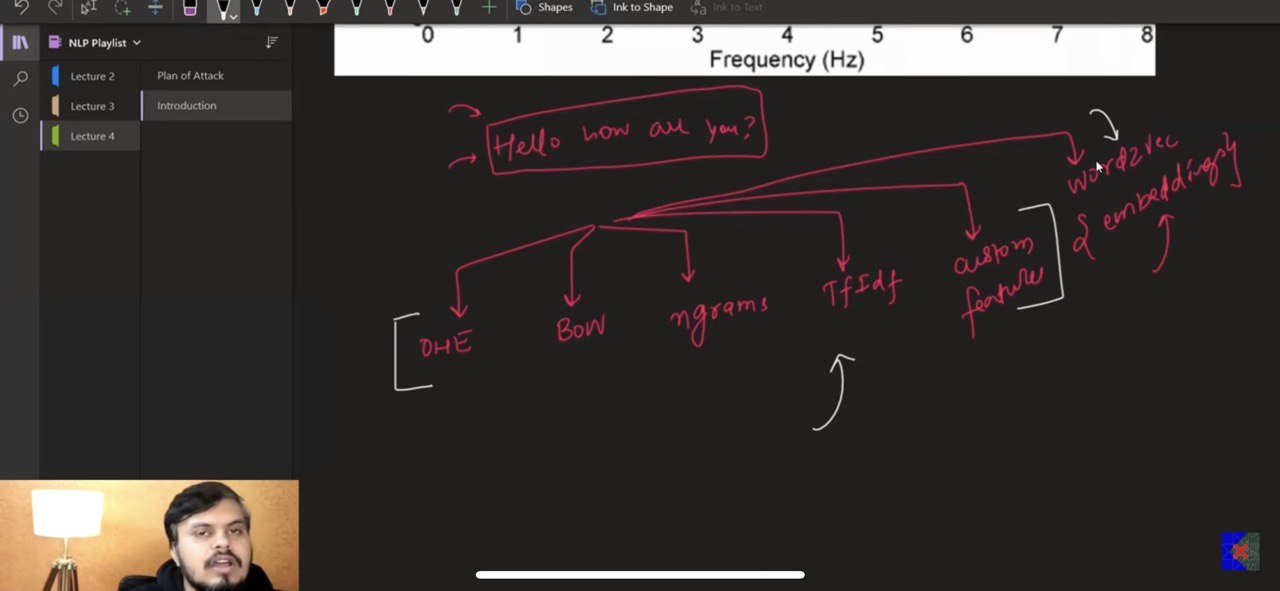 Shapes
Ink to Shape
Ink to Text
NLP Playlist
Lecture 2
Lecture 3
Lecture 4
Plan of Attack
Introduction
0 1 2 3 4 5 6 7 8
Frequency (Hz)
Hello how are you?
word2vec
{ embeddings }
OHE
BOW
ngrams
TfIdf
custom
features